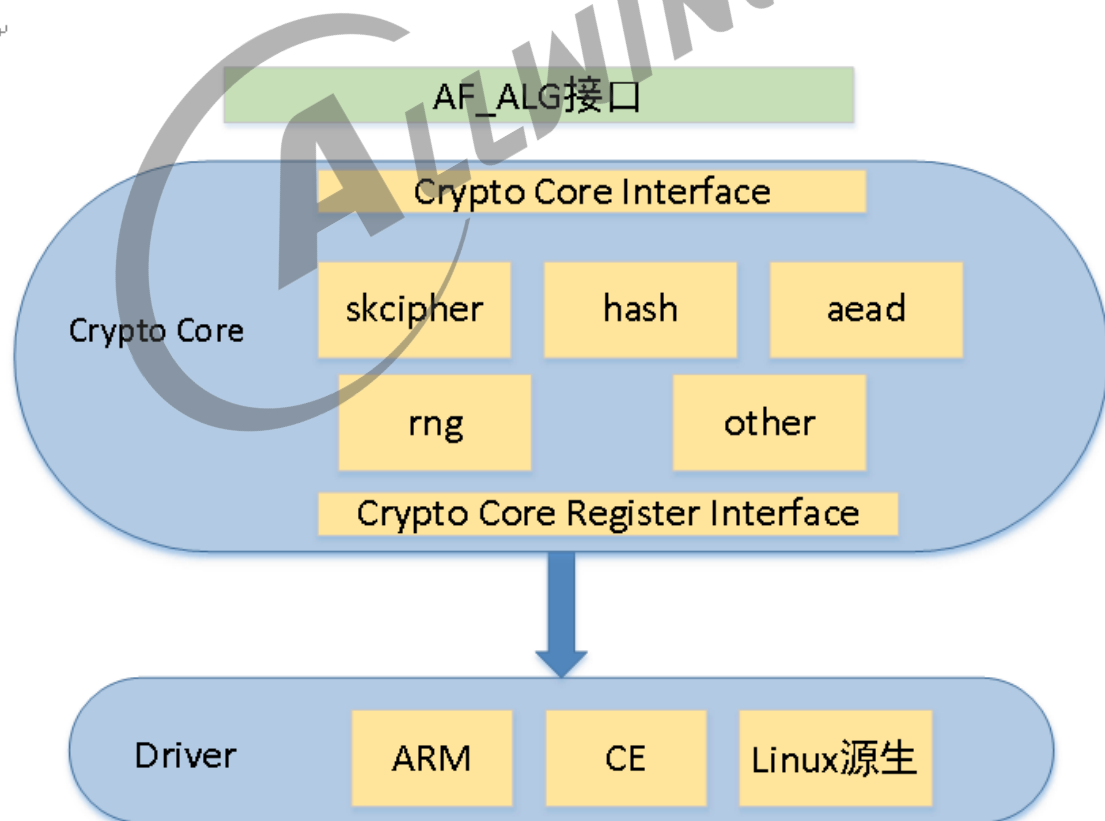 ALLWIN
AF_ALG接口
Crypto Core Interface
skcipher hash aead
Crypto Core
rng other
Crypto Core Register Interface
Driver ARM CE Linux源生